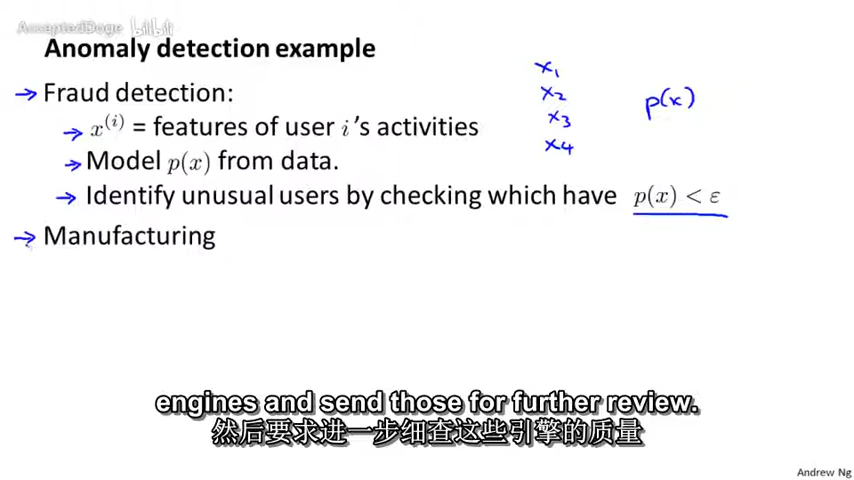 AcceptedDoge bilibili
Anomaly detection example
→ Fraud detection:
→ x^(i) = features of user i's activities
→ Model p(x) from data.
→ Identify unusual users by checking which have p(x) < ε
→ Manufacturing
x₁
x₂
x₃
x₄
p(x)
engines and send those for further review.
然后要求进一步细查这些引擎的质量
Andrew Ng